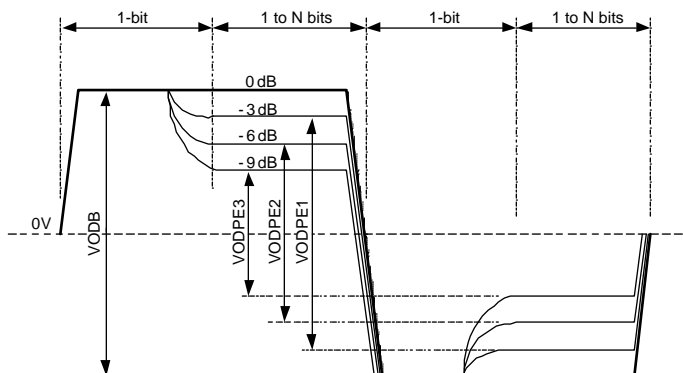 1-bit
1 to N bits
1-bit
1 to N bits
0 dB
- 3 dB
- 6 dB
- 9 dB
0V
VODB
VODPE3
VODPE2
VODPE1